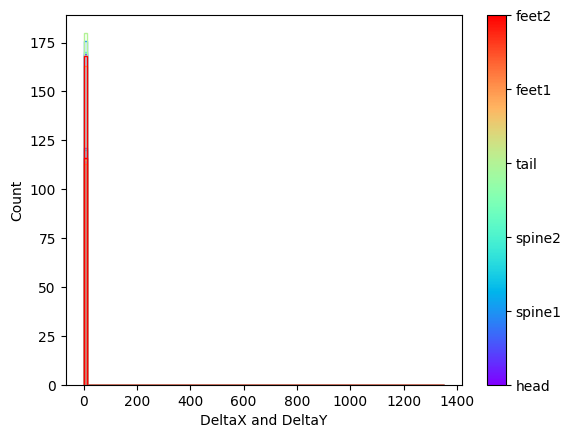 175
150
125
100
75
50
25
0
Count
0 200 400 600 800 1000 1200 1400
DeltaX and DeltaY
feet2
feet1
tail
spine2
spine1
head